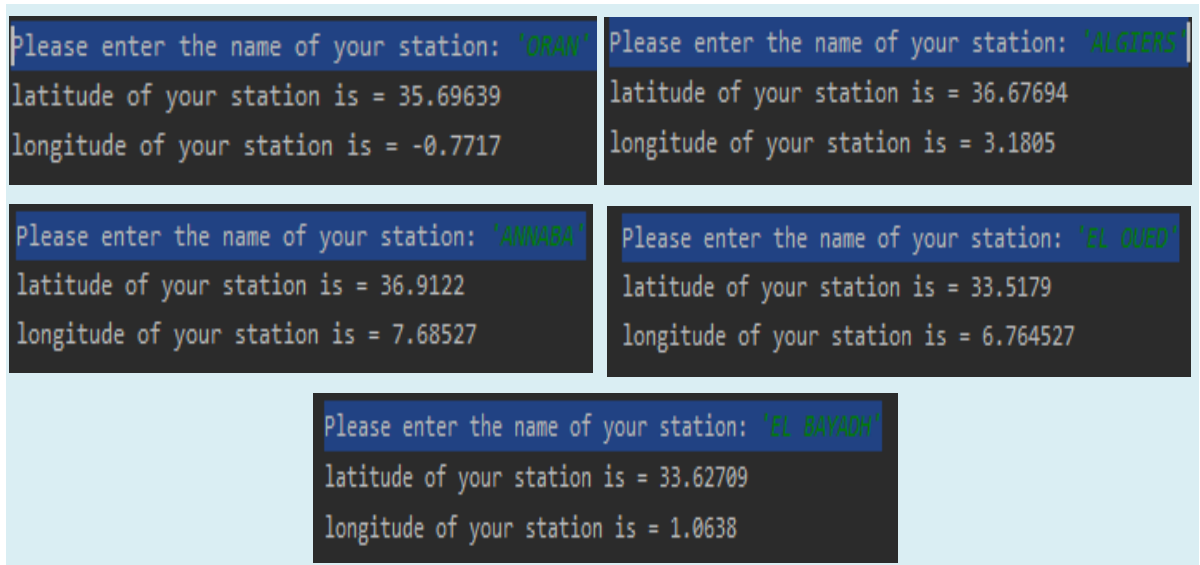 Please enter the name of your station: 'ORAN'
latitude of your station is = 35.69639
longitude of your station is = -0.7717
Please enter the name of your station: 'ALGIERS'
latitude of your station is = 36.67694
longitude of your station is = 3.1805
Please enter the name of your station: 'ANNABA'
latitude of your station is = 36.9122
longitude of your station is = 7.68527
Please enter the name of your station: 'EL OUED'
latitude of your station is = 33.5179
longitude of your station is = 6.764527
Please enter the name of your station: 'EL BAYADH'
latitude of your station is = 33.62709
longitude of your station is = 1.0638